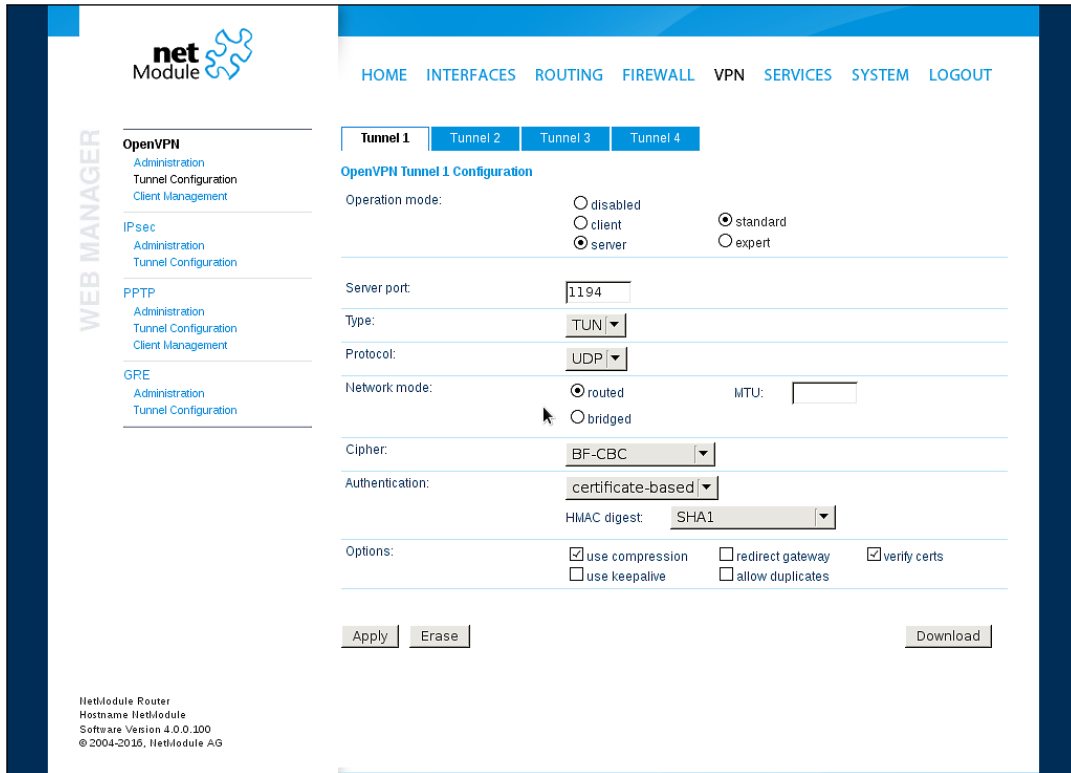 net
Module
HOME INTERFACES ROUTING FIREWALL VPN SERVICES SYSTEM LOGOUT
WEB MANAGER
OpenVPN
Administration
Tunnel Configuration
Client Management
IPsec
Administration
Tunnel Configuration
PPTP
Administration
Tunnel Configuration
Client Management
GRE
Administration
Tunnel Configuration
Tunnel 1 Tunnel 2 Tunnel 3 Tunnel 4
OpenVPN Tunnel 1 Configuration
Operation mode:
disabled
client
server
standard
expert
Server port: 1194
Type: TUN
Protocol: UDP
Network mode: routed MTU:
bridged
Cipher: BF-CBC
Authentication: certificate-based
HMAC digest: SHA1
Options: use compression redirect gateway verify certs
use keepalive allow duplicates
Apply Erase Download
NetModule Router
Hostname NetModule
Software Version 4.0.0.100
© 2004-2016, NetModule AG